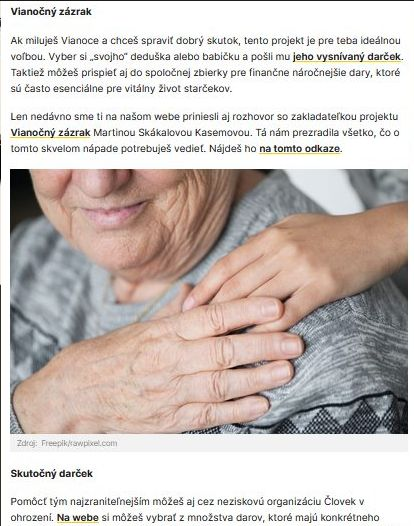 Vianočný zázrak
Ak miluješ Vianoce a chceš spraviť dobrý skutok, tento projekt je pre teba ideálnou
voľbou. Vyber si „svojho" deduška alebo babičku a pošli mu jeho vysnívaný darček.
Taktiež môžeš prispieť aj do spoločnej zbierky pre finančne náročnejšie dary, ktoré
sú často esenciálne pre vitálny život starčekov.
Len nedávno sme ti na našom webe priniesli aj rozhovor so zakladateľkou projektu
Vianočný zázrak Martinou Skákalovou Kasemovou. Tá nám prezradila všetko, čo o
tomto skvelom nápade potrebuješ vedieť. Nájdeš ho na tomto odkaze.
Zdroj: Freepik/rawpixel.com
Skutočný darček
Pomôcť tým najzraniteľnejším môžeš aj cez neziskovú organizáciu Človek v
ohrození. Na webe si môžeš vybrať z množstva darov, ktoré majú konkrétneho